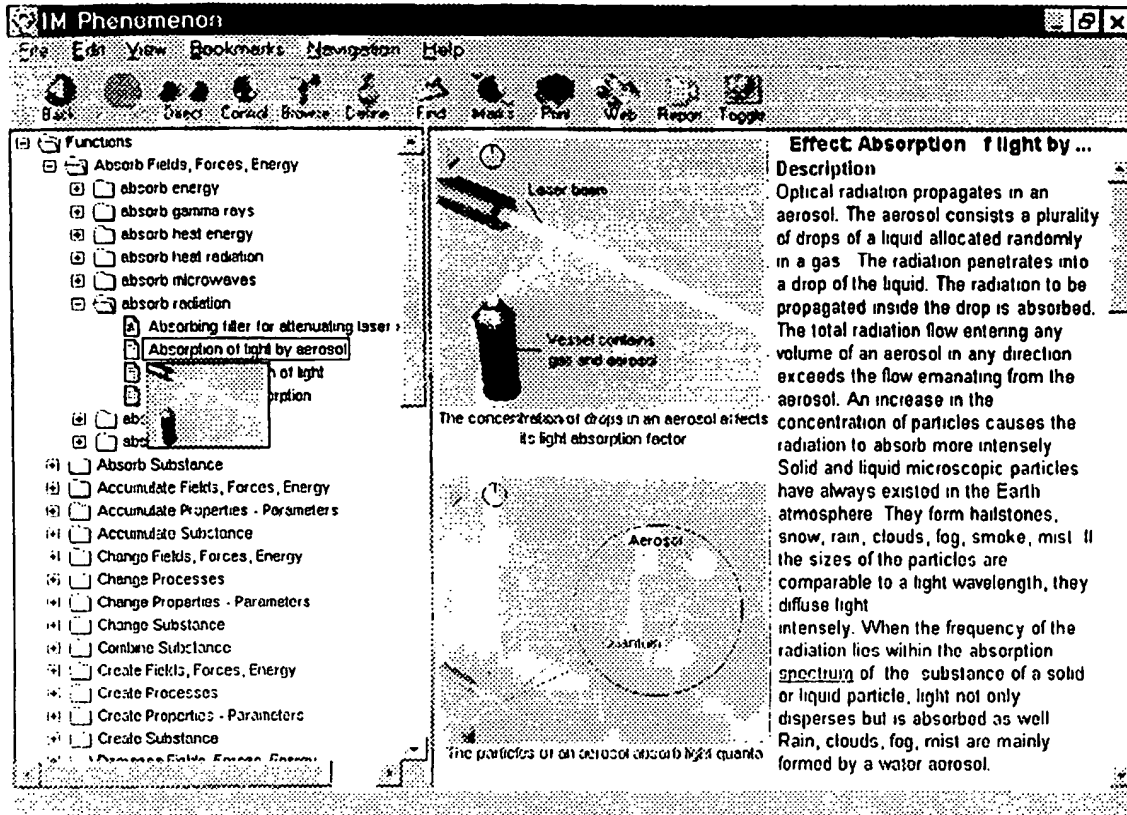 IM Phenomenon
File Edit View Bookmarks Navigation Help
Back Direct Control Browse Define Find Marks Print Web Report Toggle
Functions
Absorb Fields, Forces, Energy
absorb energy
absorb gamma rays
absorb heat energy
absorb heat radiation
absorb microwaves
absorb radiation
Absorbing filter for attenuating laser
Absorption of light by aerosol
n of light
orption
abs
abs
Absorb Substance
Accumulate Fields, Forces, Energy
Accumulate Properties - Parameters
Accumulate Substance
Change Fields, Forces, Energy
Change Processes
Change Properties - Parameters
Change Substance
Combine Substance
Create Fields, Forces, Energy
Create Processes
Create Properties - Parameters
Create Substance
Fields, Forces, Energy
Laser beam
Vessel contains
gas and aerosol
The concentration of drops in an aerosol affects
its light absorption factor
Aerosol
Quantum
The particles of an aerosol absorb light quanta
Effect: Absorption f light by ...
Description
Optical radiation propagates in an
aerosol. The aerosol consists a plurality
of drops of a liquid allocated randomly
in a gas The radiation penetrates into
a drop of the liquid. The radiation to be
propagated inside the drop is absorbed.
The total radiation flow entering any
volume of an aerosol in any direction
exceeds the flow emanating from the
aerosol. An increase in the
concentration of particles causes the
radiation to absorb more intensely
Solid and liquid microscopic particles
have always existed in the Earth
atmosphere They form hailstones,
snow, rain, clouds, fog, smoke, mist If
the sizes of the particles are
comparable to a light wavelength, they
diffuse light
intensely. When the frequency of the
radiation lies within the absorption
spectrum of the substance of a solid
or liquid particle, light not only
disperses but is absorbed as well
Rain, clouds, fog, mist are mainly
formed by a water aerosol.